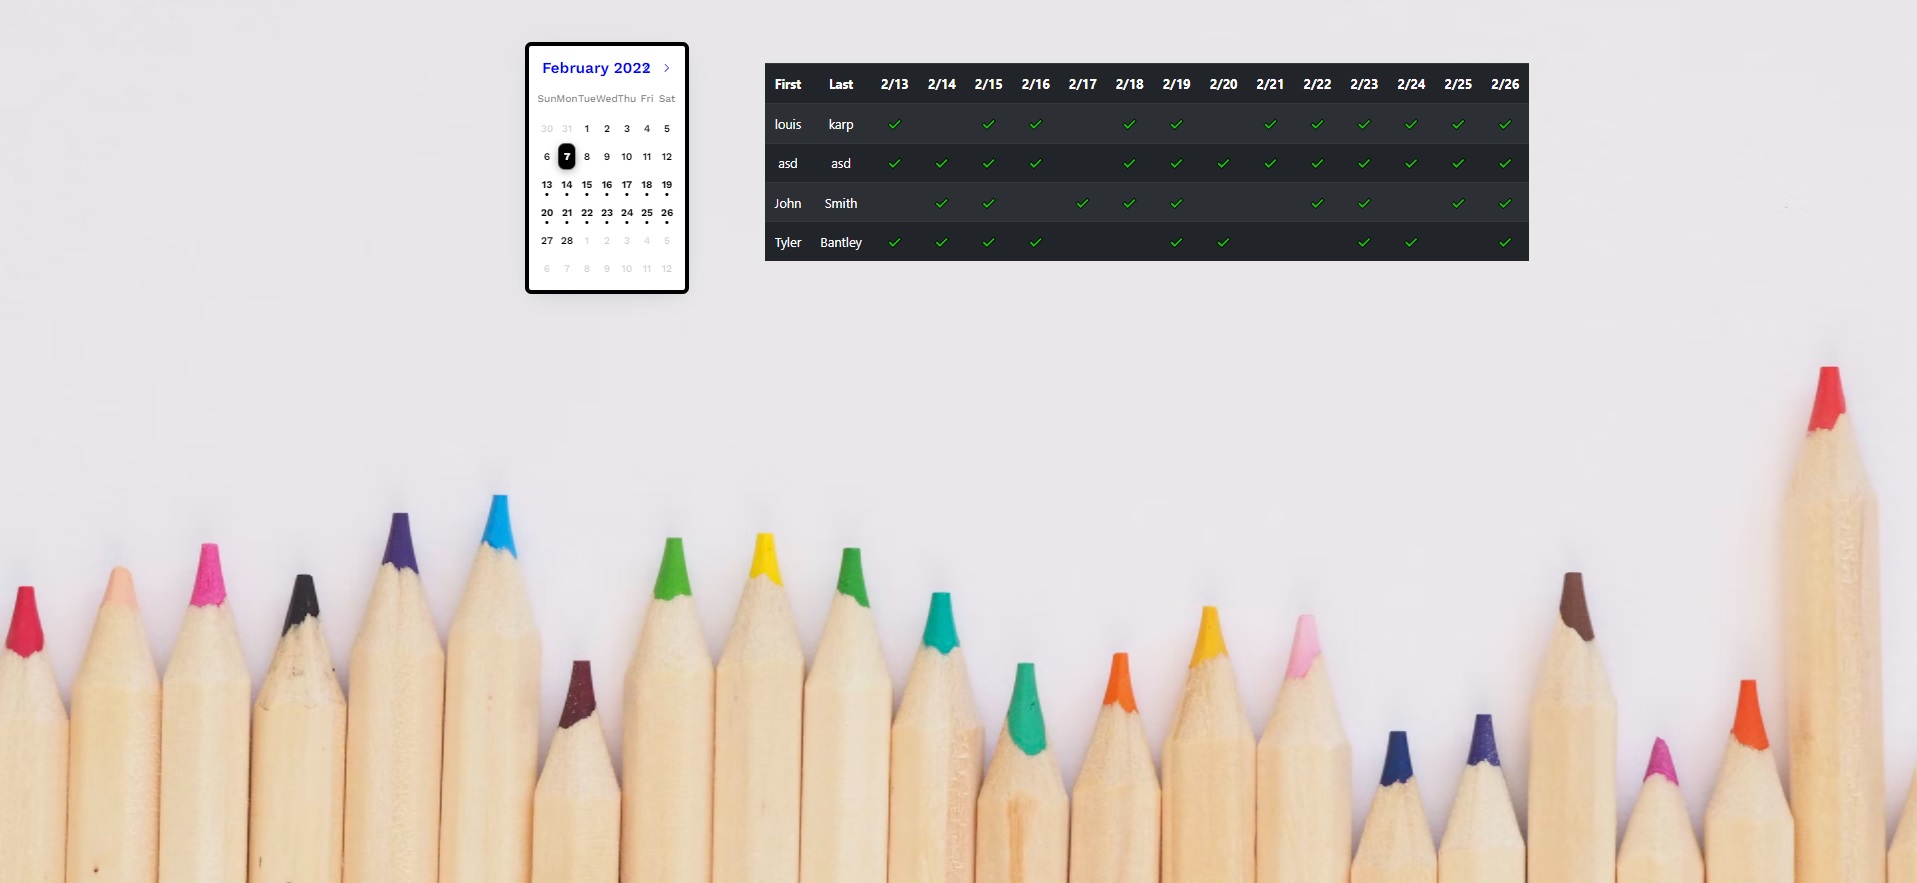 February 2022
Sun Mon Tue Wed Thu Fri Sat
30 31 1 2 3 4 5
6 7 8 9 10 11 12
13 14 15 16 17 18 19
20 21 22 23 24 25 26
27 28 1 2 3 4 5
6 7 8 9 10 11 12
First Last 2/13 2/14 2/15 2/16 2/17 2/18 2/19 2/20 2/21 2/22 2/23 2/24 2/25 2/26
louis karp
asd asd
John Smith
Tyler Bantley